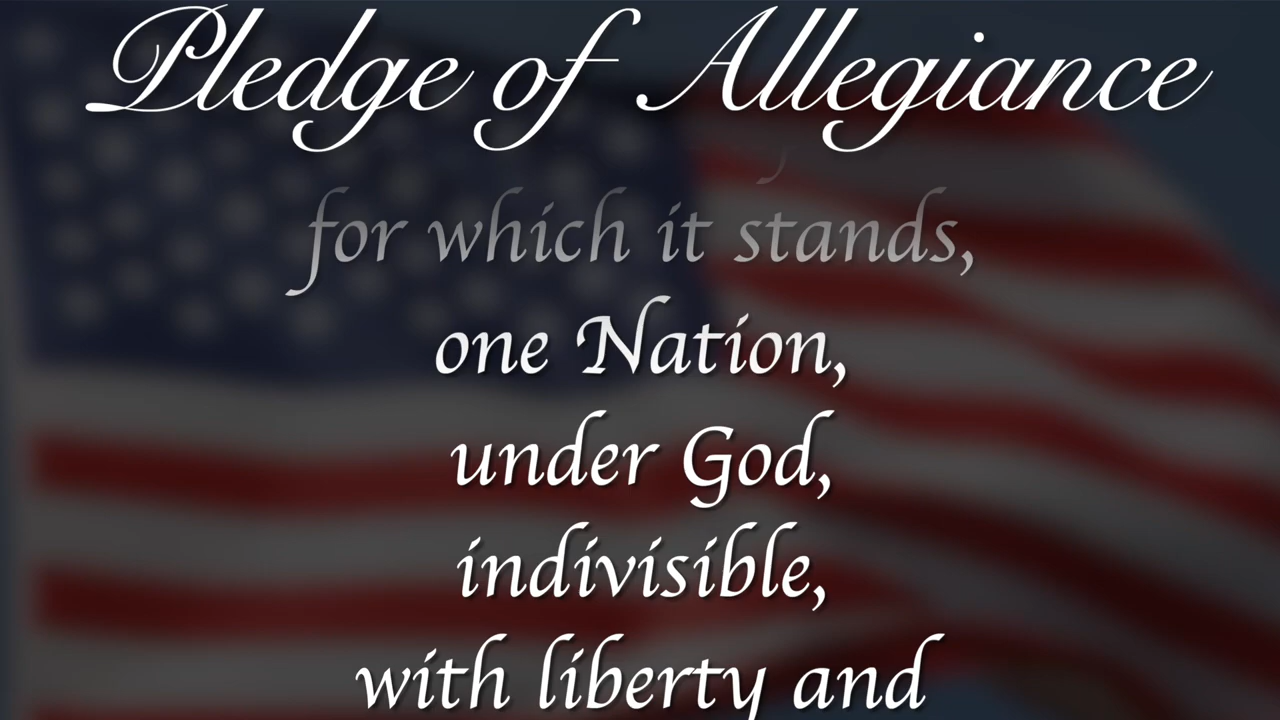 Pledge of Allegiance
for which it stands,
one Nation,
under God,
indivisible,
with liberty and